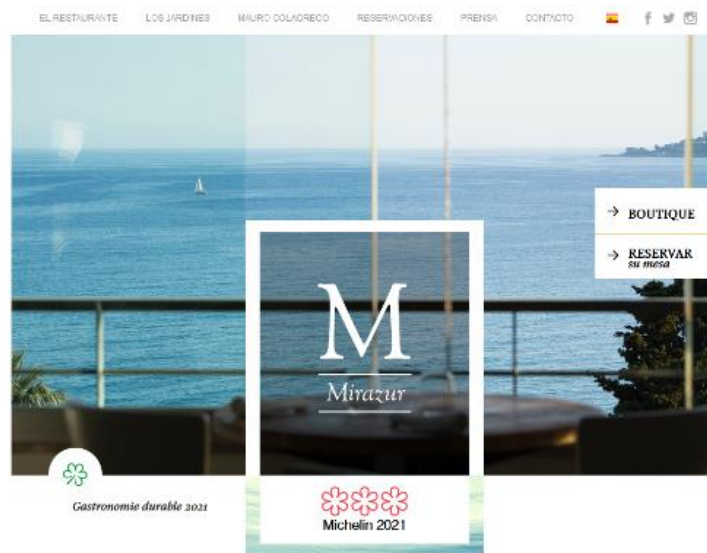 EL RESTAURANTE LOS JARDINES MAURO COLAGRECO RESERVACIONES PRENSA CONTACTO
→ BOUTIQUE
→ RESERVAR
su mesa
M
Mirazur
Gastronomie durable 2021
Michelin 2021